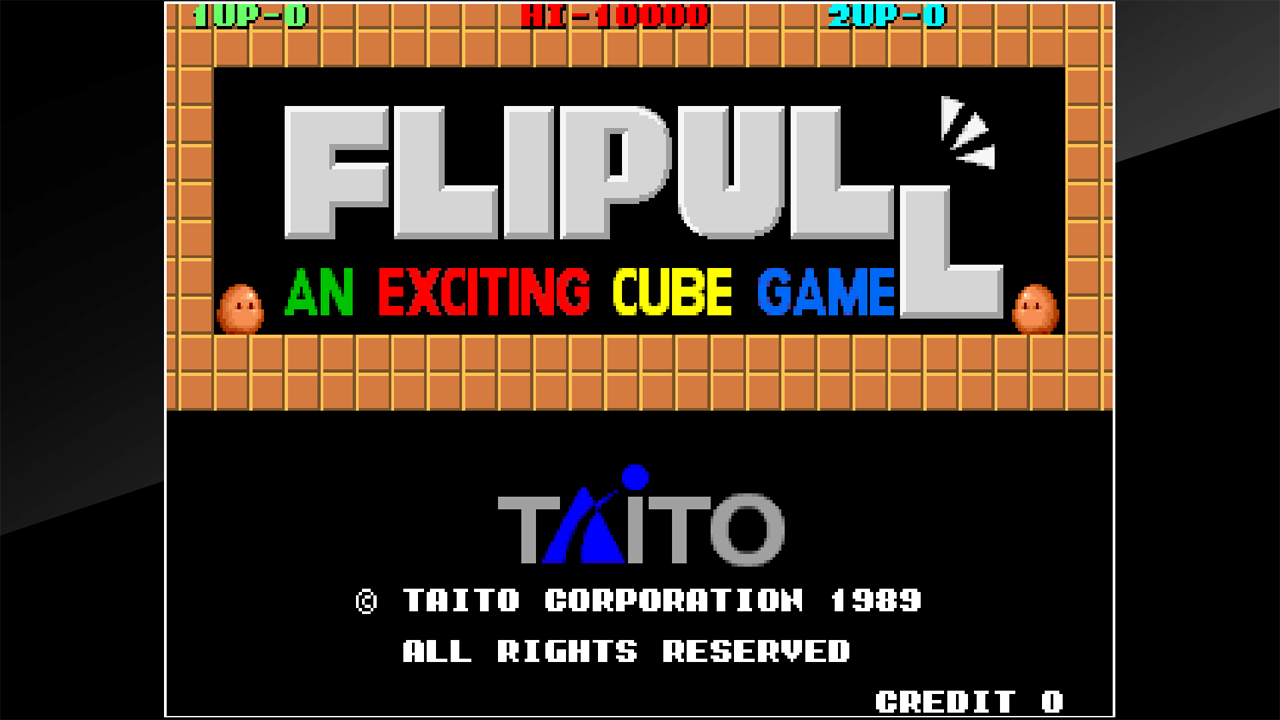 1UP-0 HI-10000 2UP-0
FLIPULL
AN EXCITING CUBE GAME
TAITO
© TAITO CORPORATION 1989
ALL RIGHTS RESERVED
CREDIT 0